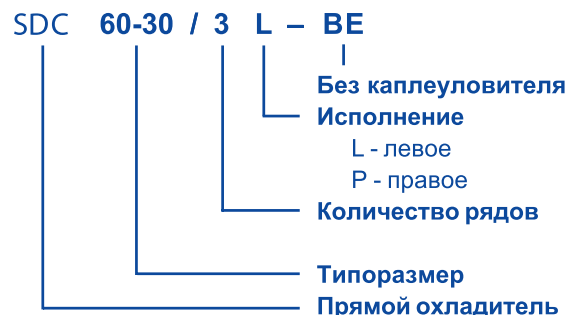 SDC 60-30 / 3 L – BE
Без каплеуловителя
Исполнение
L - левое
P - правое
Количество рядов
Типоразмер
Прямой охладитель